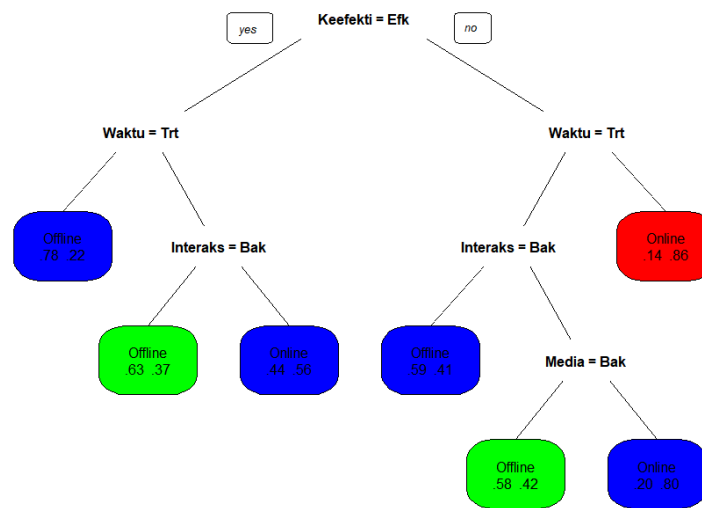 Keefekti = Efk
yes
no
Waktu = Trt
Waktu = Trt
Offline
.78 .22
Interaks = Bak
Interaks = Bak
Online
.14 .86
Offline
.63 .37
Online
.44 .56
Offline
.59 .41
Media = Bak
Offline
.58 .42
Online
.20 .80